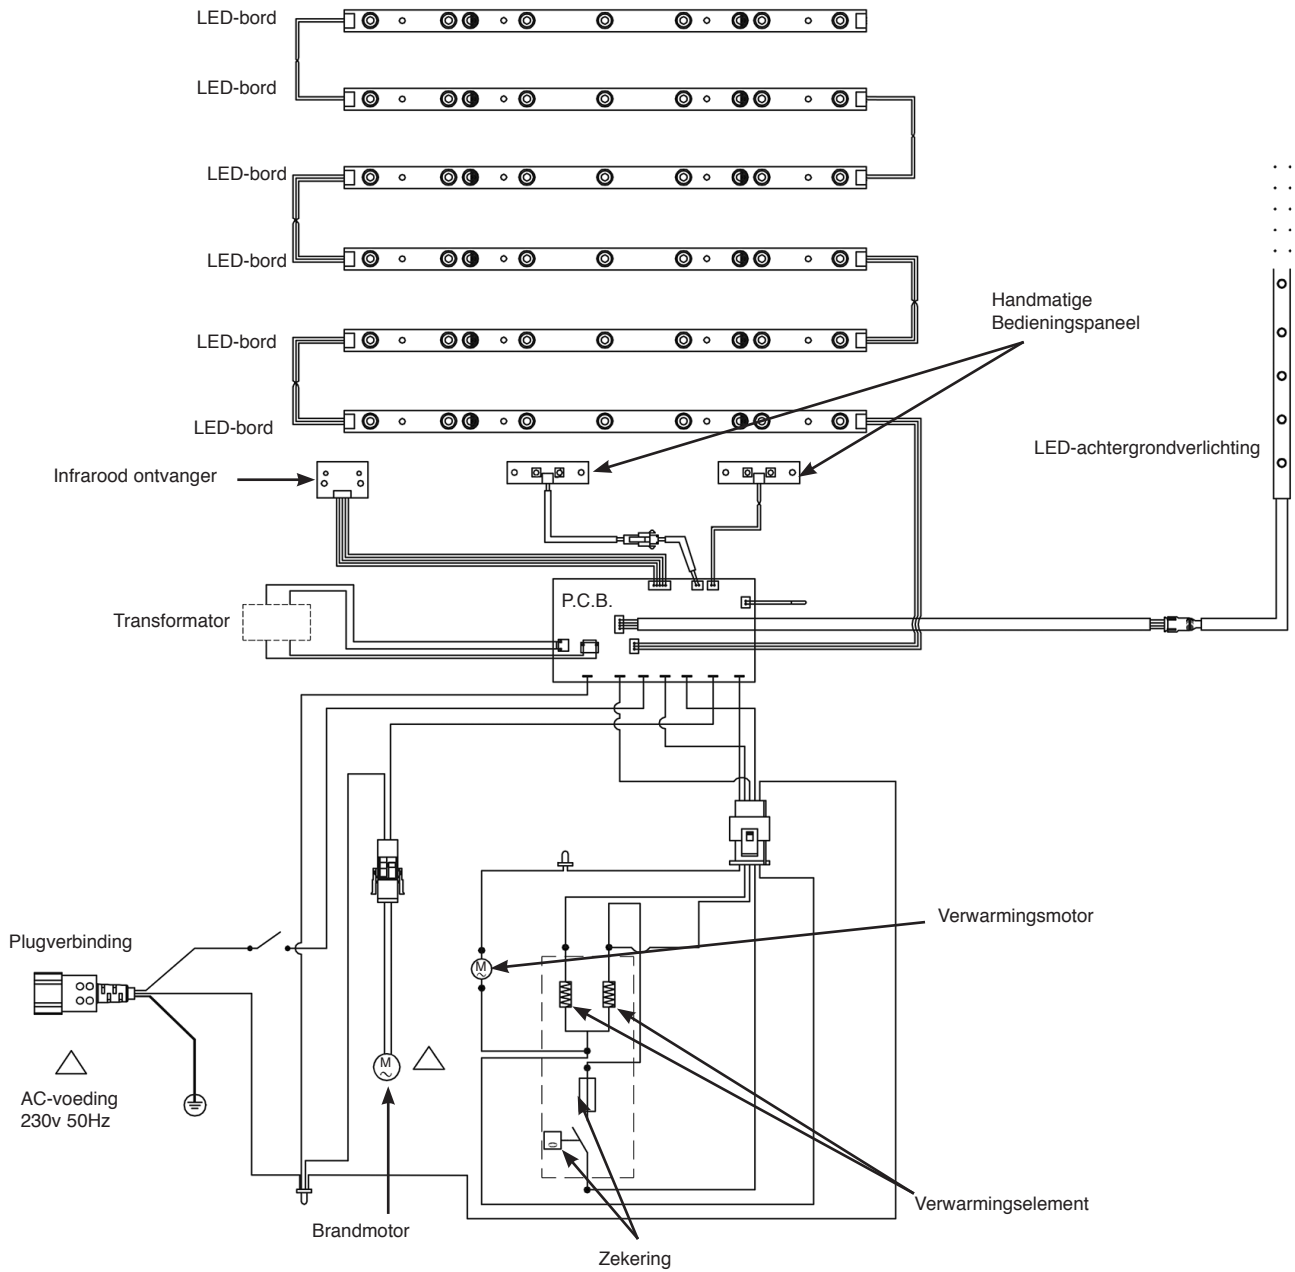 LED-bord
LED-bord
LED-bord
LED-bord
LED-bord
LED-bord
Handmatige
Bedieningspaneel
LED-achtergrondverlichting
Infrarood ontvanger
P.C.B.
Transformator
Verwarmingsmotor
Plugverbinding
M
M
AC-voeding
230v 50Hz
0
Verwarmingselement
Brandmotor
Zekering